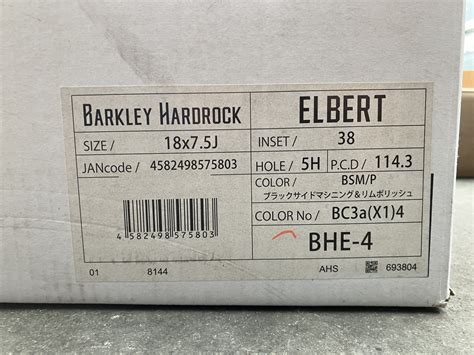 BARKLEY HARDROCK
ELBERT
SIZE / 18x7.5J
INSET / 38
JANcode / 4582498575803
HOLE / 5H P.C.D / 114.3
COLOR / BSM/P
ブラックサイドマシニング&リムポリッシュ
COLOR No / BC3a(X1)4
4 582498 575803
BHE-4
01 8144 AHS 693804